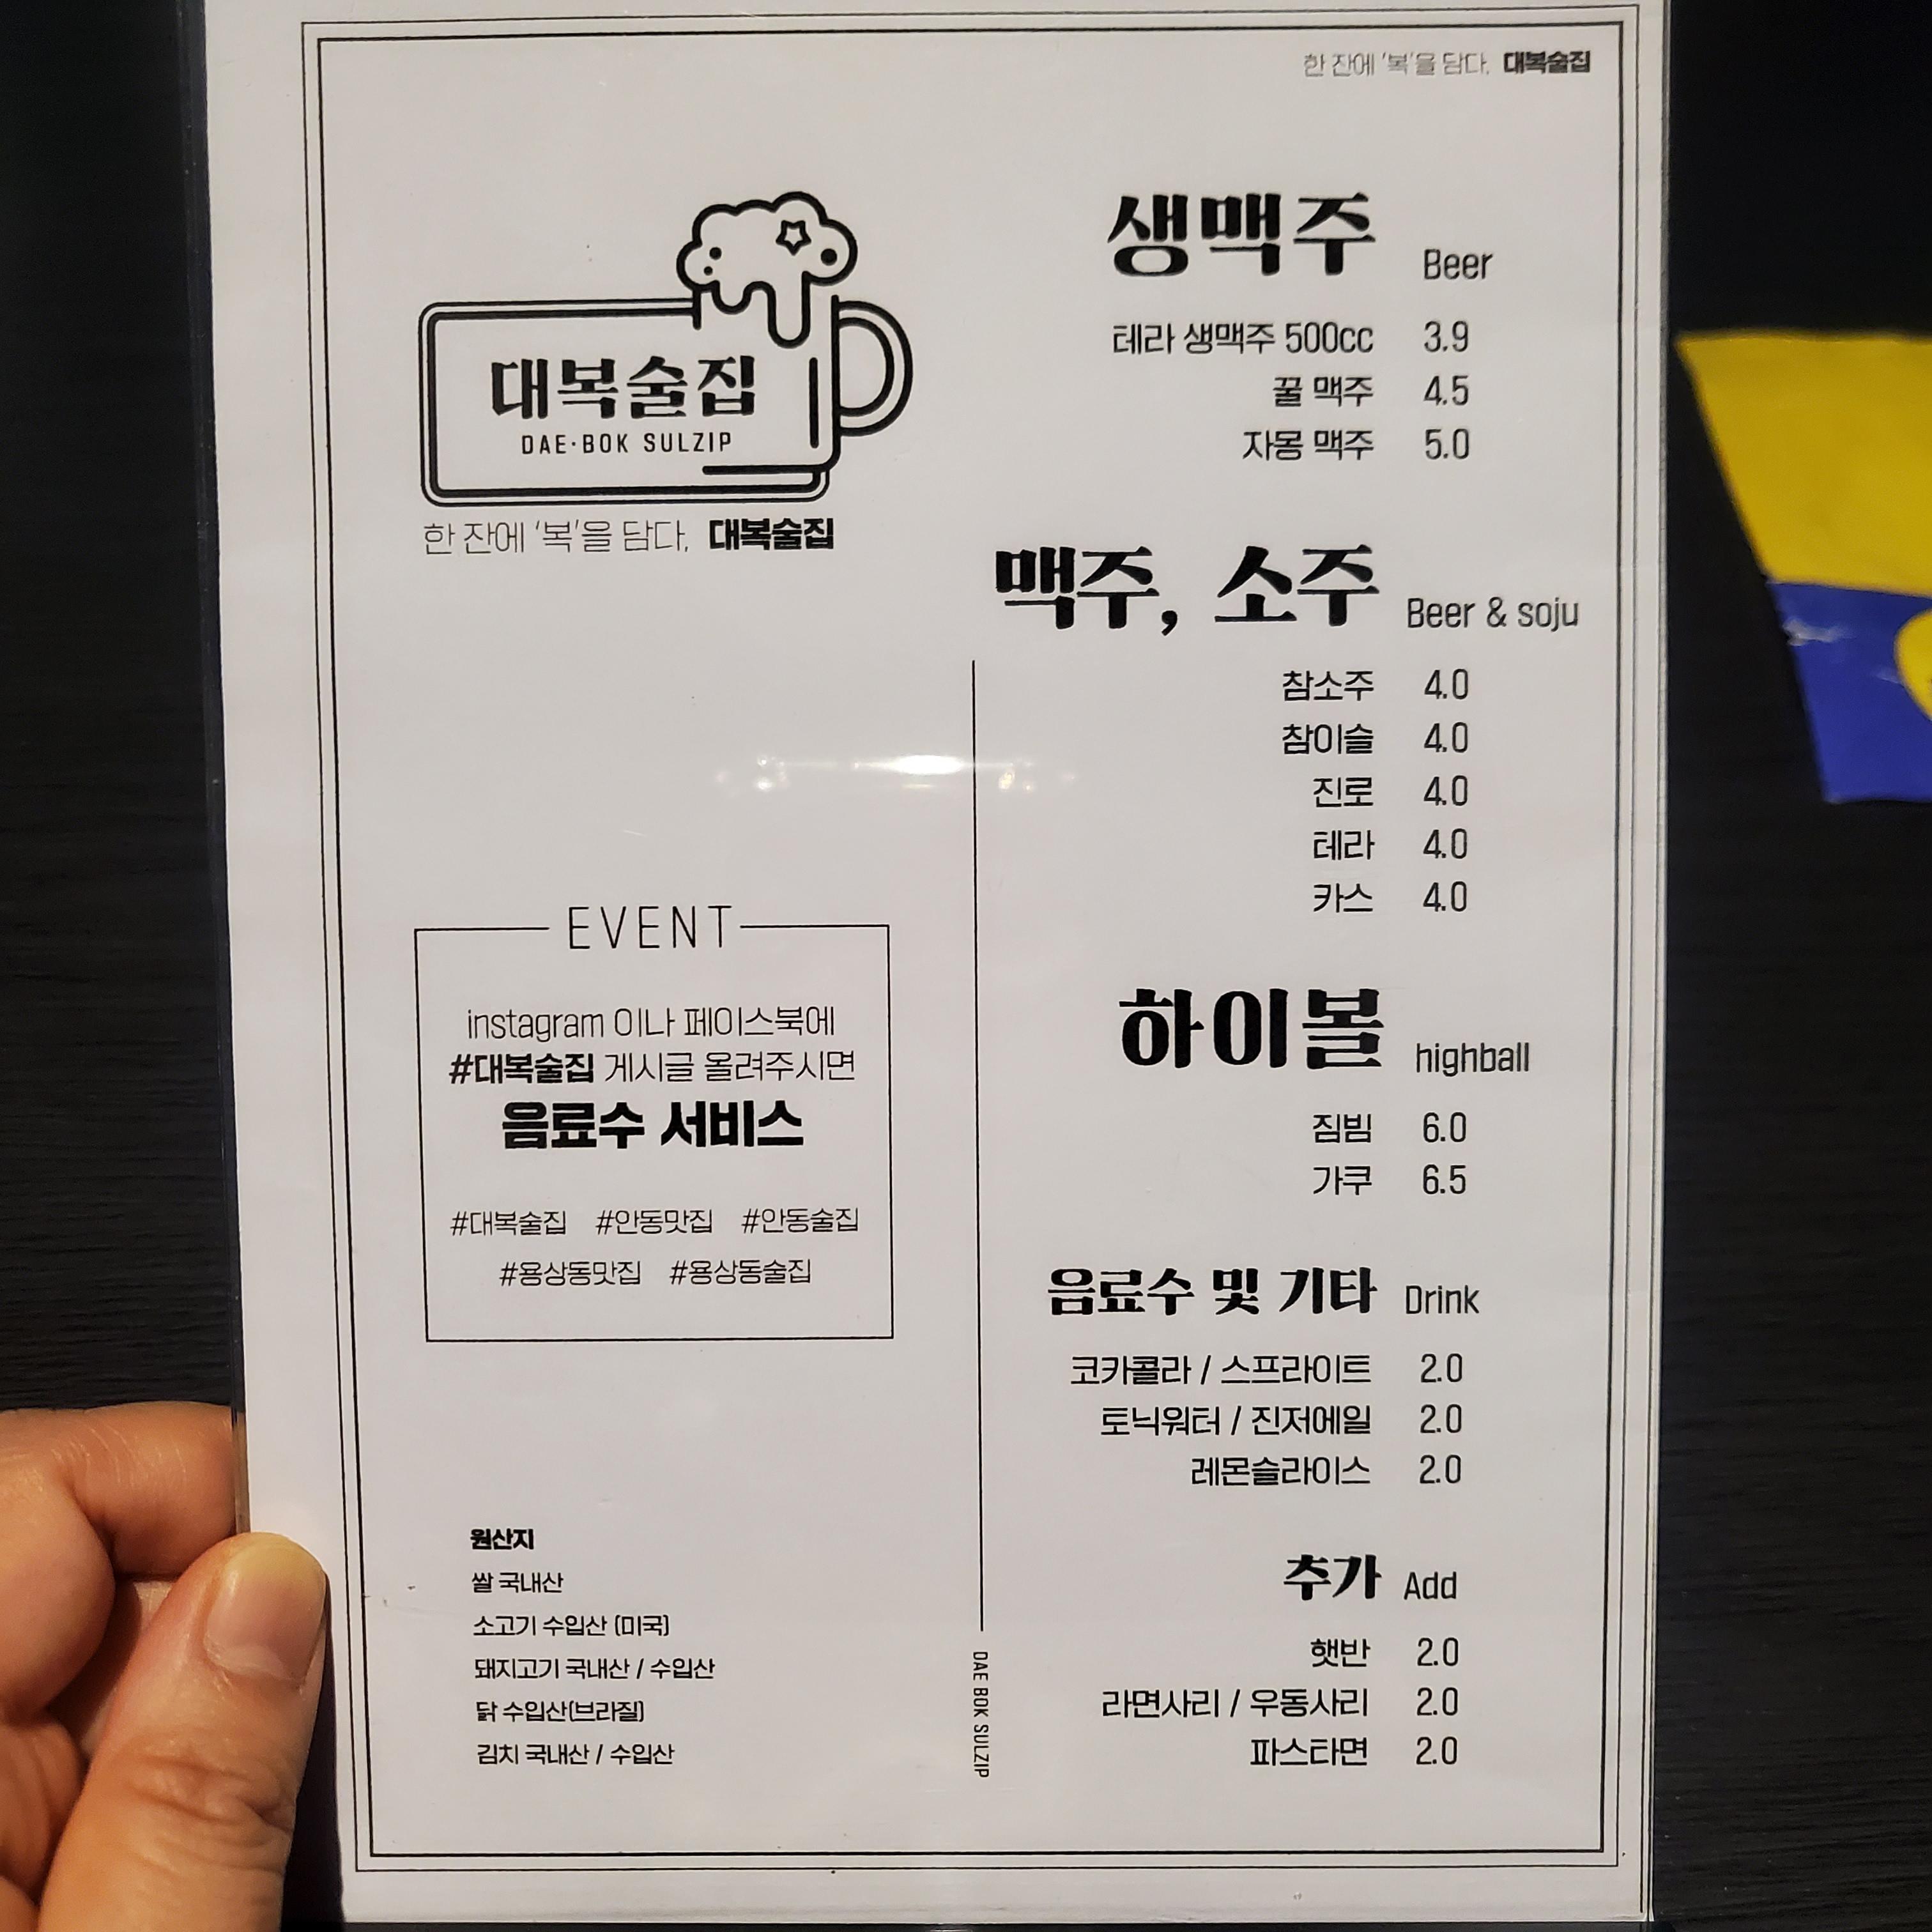 한 잔에 '복'을 담다, 대복술집
대복술집
DAE·BOK SULZIP
한 잔에 '복'을 담다, 대복술집
EVENT
instagram 이나 페이스북에
#대복술집 게시글 올려주시면
음료수 서비스
#대복술집 #안동맛집 #안동술집
#용상동맛집 #용상동술집
원산지
쌀 국내산
소고기 수입산 (미국)
돼지고기 국내산 / 수입산
닭 수입산(브라질)
김치 국내산 / 수입산
DAE BOK SULZIP
생맥주 Beer
테라 생맥주 500cc 3.9
꿀 맥주 4.5
자몽 맥주 5.0
맥주, 소주 Beer & soju
참소주 4.0
참이슬 4.0
진로 4.0
테라 4.0
카스 4.0
하이볼 highball
짐빔 6.0
가쿠 6.5
음료수 및 기타 Drink
코카콜라 / 스프라이트 2.0
토닉워터 / 진저에일 2.0
레몬슬라이스 2.0
추가 Add
햇반 2.0
라면사리 / 우동사리 2.0
파스타면 2.0